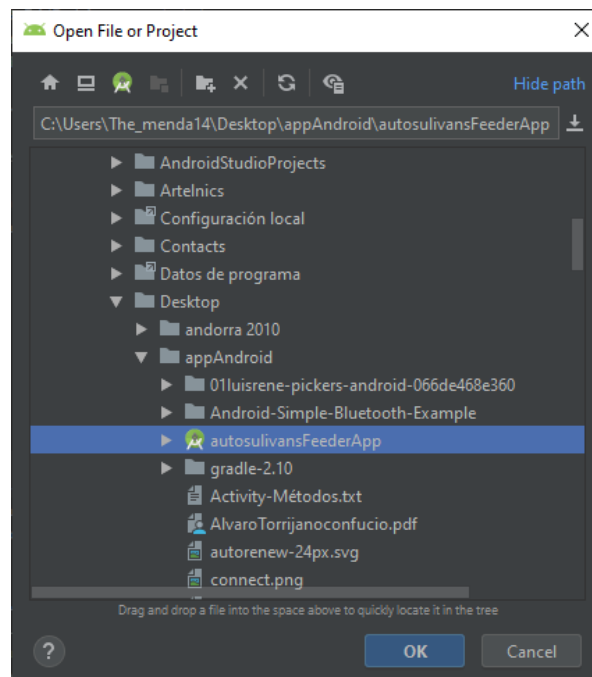 Open File or Project
Hide path
C:\Users\The_menda14\Desktop\appAndroid\autosulivansFeederApp
AndroidStudioProjects
Artelnics
Configuración local
Contacts
Datos de programa
Desktop
andorra 2010
appAndroid
01luisrene-pickers-android-066de468e360
Android-Simple-Bluetooth-Example
autosulivansFeederApp
gradle-2.10
Activity-Métodos.txt
AlvaroTorrijanoconfucio.pdf
autorenew-24px.svg
connect.png
Drag and drop a file into the space above to quickly locate it in the tree
?
OK
Cancel